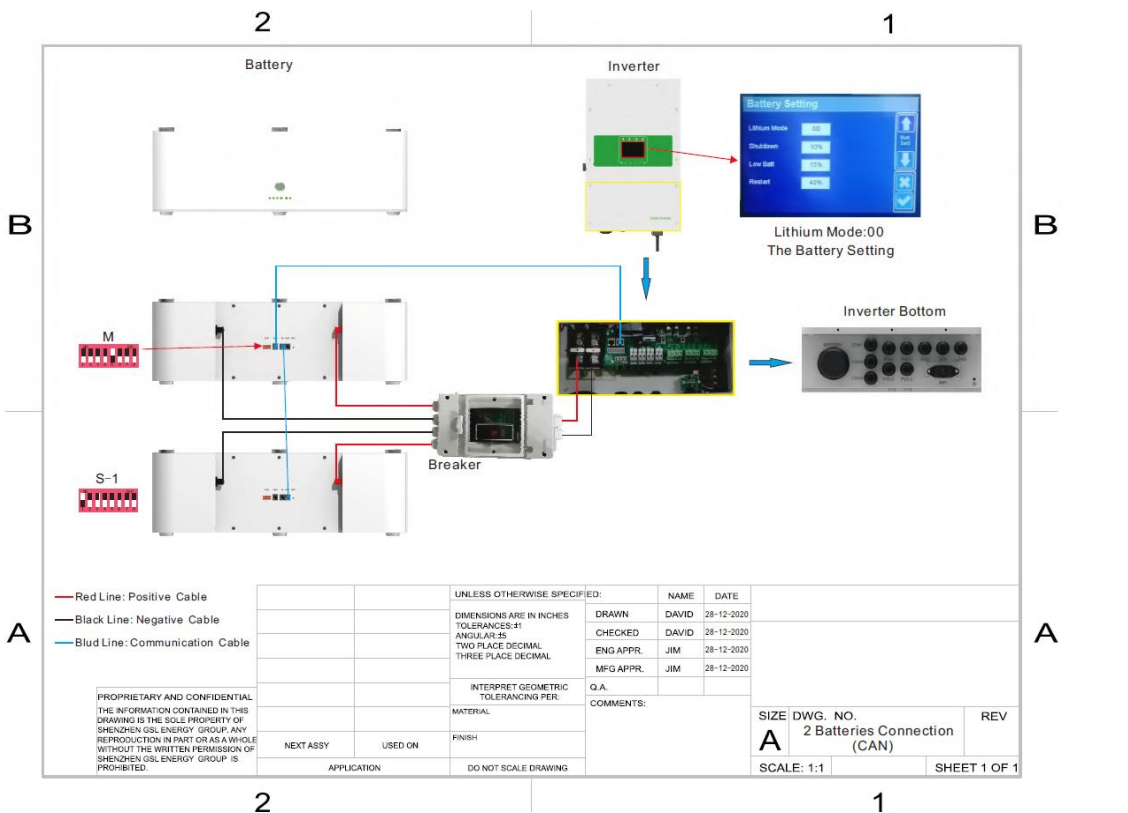 2
1
Battery
Inverter
Battery Setting
Lithium Mode 00
Shutdown 10%
Low Batt 15%
Restart 40%
Batt
Set3
Lithium Mode:00
The Battery Setting
B
B
M
Inverter Bottom
BATTERY
Breaker
S-1
Red Line: Positive Cable
Black Line: Negative Cable
Blud Line: Communication Cable
A
A
UNLESS OTHERWISE SPECIFIED:
DIMENSIONS ARE IN INCHES
TOLERANCES:±1
ANGULAR:±5
TWO PLACE DECIMAL
THREE PLACE DECIMAL
NAME DATE
DRAWN DAVID 28-12-2020
CHECKED DAVID 28-12-2020
ENG APPR. JIM 28-12-2020
MFG APPR. JIM 28-12-2020
Q.A.
COMMENTS:
INTERPRET GEOMETRIC
TOLERANCING PER:
MATERIAL
FINISH
DO NOT SCALE DRAWING
PROPRIETARY AND CONFIDENTIAL
THE INFORMATION CONTAINED IN THIS
DRAWING IS THE SOLE PROPERTY OF
SHENZHEN GSL ENERGY GROUP. ANY
REPRODUCTION IN PART OR AS A WHOLE
WITHOUT THE WRITTEN PERMISSION OF
SHENZHEN GSL ENERGY GROUP IS
PROHIBITED.
NEXT ASSY USED ON
APPLICATION
SIZE DWG. NO. REV
A 2 Batteries Connection
(CAN)
SCALE: 1:1 SHEET 1 OF 1
2
1